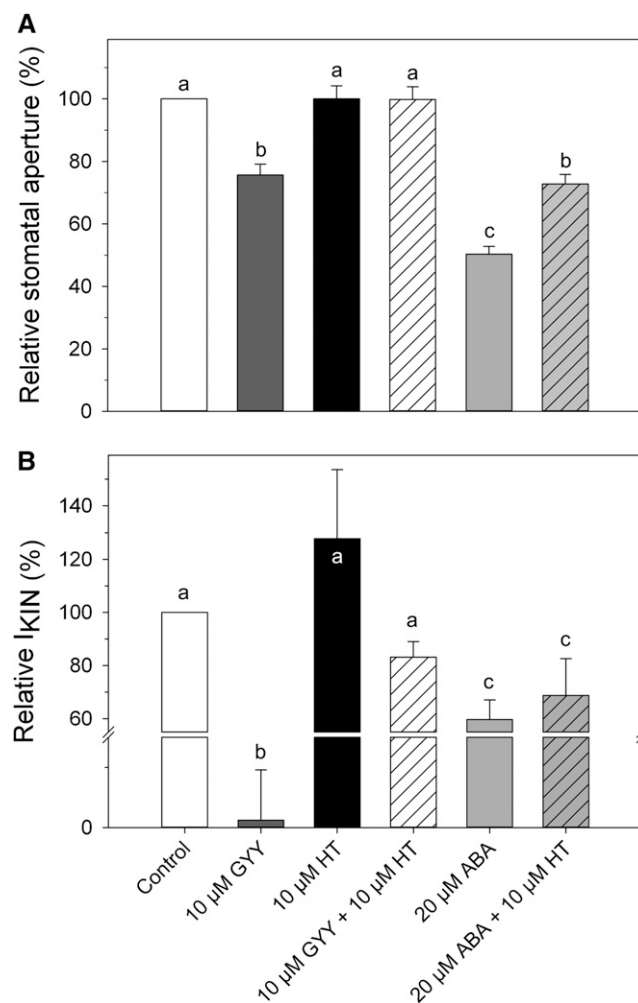 A
Relative stomatal aperture (%)
100
80
60
40
20
0
a
b
a
a
c
b
B
Relative IKIN (%)
140
120
100
80
60
0
a
b
a
a
c
c
Control
10 µM GYY
10 µM HT
10 µM GYY + 10 µM HT
20 µM ABA
20 µM ABA + 10 µM HT